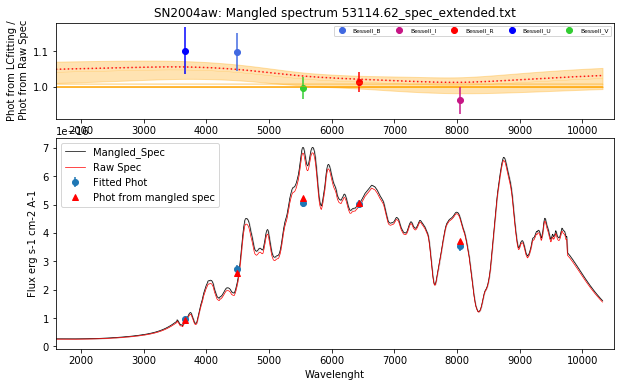 SN2004aw: Mangled spectrum 53114.62_spec_extended.txt
Phot from LCfitting /
Phot from Raw Spec
1.1
1.0
Bessell_B
Bessell_I
Bessell_R
Bessell_U
Bessell_V
2000 3000 4000 5000 6000 7000 8000 9000 10000
1e−16
Flux erg s-1 cm-2 A-1
7
6
5
4
3
2
1
0
Mangled_Spec
Raw Spec
Fitted Phot
Phot from mangled spec
2000 3000 4000 5000 6000 7000 8000 9000 10000
Wavelenght